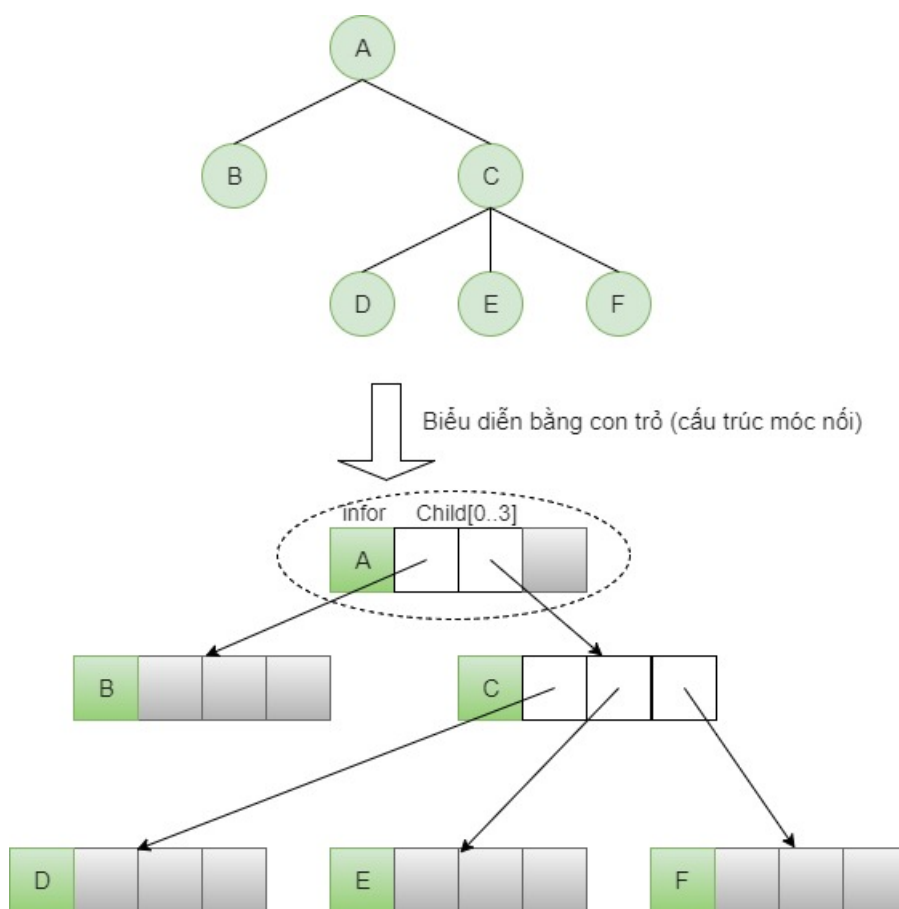 A
B C
D E F
Biểu diễn bằng con trỏ (cấu trúc móc nối)
infor Child[0..3]
A
B C
D E F